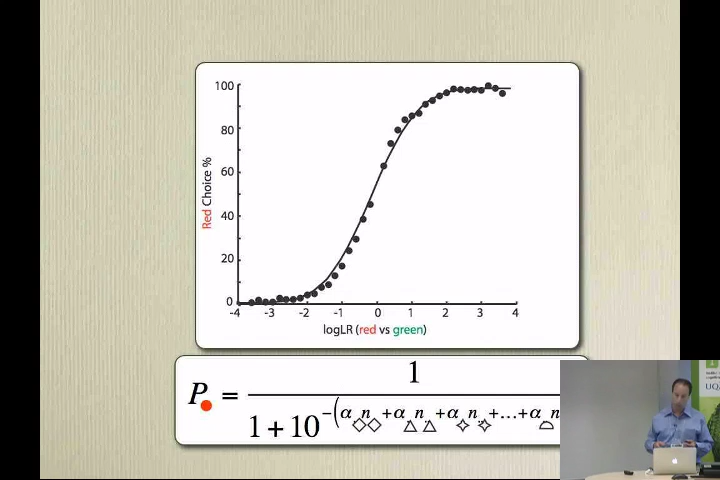 100
80
60
40
20
0
Red Choice %
-4 -3 -2 -1 0 1 2 3 4
logLR (red vs green)
P = 1 / 1 + 10^-(α n + α n + α n + ... + α n
UQ